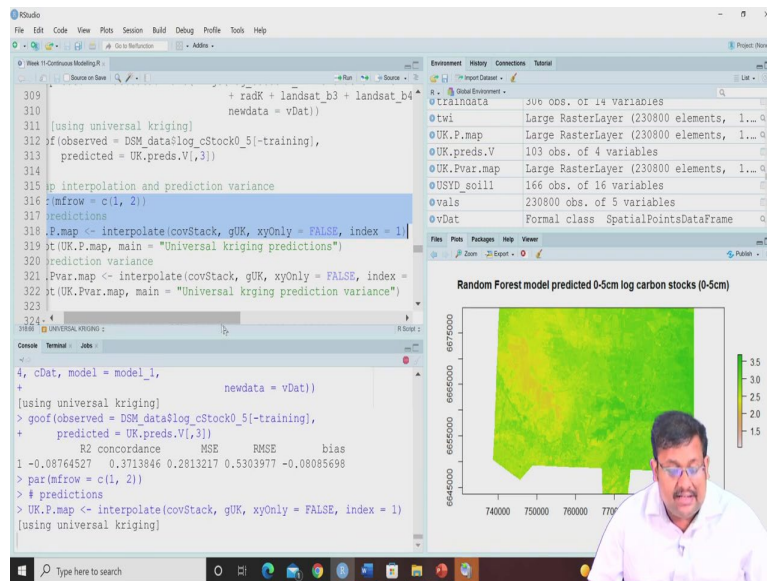 RStudio
File Edit Code View Plots Session Build Debug Profile Tools Help
Go to file/function Addins
Project: (None
Week 11-Continuous Modelling.R
Source on Save Run Source
309 + radK + landsat_b3 + landsat_b4
310 newdata = vDat))
311 [using universal kriging]
312 of(observed = DSM_data$log_cStock0_5[-training],
313 predicted = UK.preds.V[,3])
314
315 ap interpolation and prediction variance
316 r(mfrow = c(1, 2))
317 redictions
318 .P.map <- interpolate(covStack, gUK, xyOnly = FALSE, index = 1)
319 ot(UK.P.map, main = "Universal kriging predictions")
320 rediction variance
321 .Pvar.map <- interpolate(covStack, gUK, xyOnly = FALSE, index =
322 ot(UK.Pvar.map, main = "Universal krging prediction variance")
323
324
UNIVERSAL KRIGING R Script
Console Terminal Jobs
4, cDat, model = model_1,
+ newdata = vDat))
[using universal kriging]
> goof(observed = DSM_data$log_cStock0_5[-training],
+ predicted = UK.preds.V[,3])
R2 concordance MSE RMSE bias
1 -0.08764527 0.3713846 0.2813217 0.5303977 -0.08085698
> par(mfrow = c(1, 2))
> # predictions
> UK.P.map <- interpolate(covStack, gUK, xyOnly = FALSE, index = 1)
[using universal kriging]
Environment History Connections Tutorial
Import Dataset List
R Global Environment
traindata 306 obs. of 14 variables
twi Large RasterLayer (230800 elements, 1....
UK.P.map Large RasterLayer (230800 elements, 1....
UK.preds.V 103 obs. of 4 variables
UK.Pvar.map Large RasterLayer (230800 elements, 1....
USYD_soil1 166 obs. of 16 variables
vals 230800 obs. of 5 variables
vDat Formal class SpatialPointsDataFrame
Files Plots Packages Help Viewer
Zoom Export Publish
Random Forest model predicted 0-5cm log carbon stocks (0-5cm)
6675000
6665000
6655000
6645000
740000 750000 760000
3.5
3.0
2.5
2.0
1.5
Type here to search